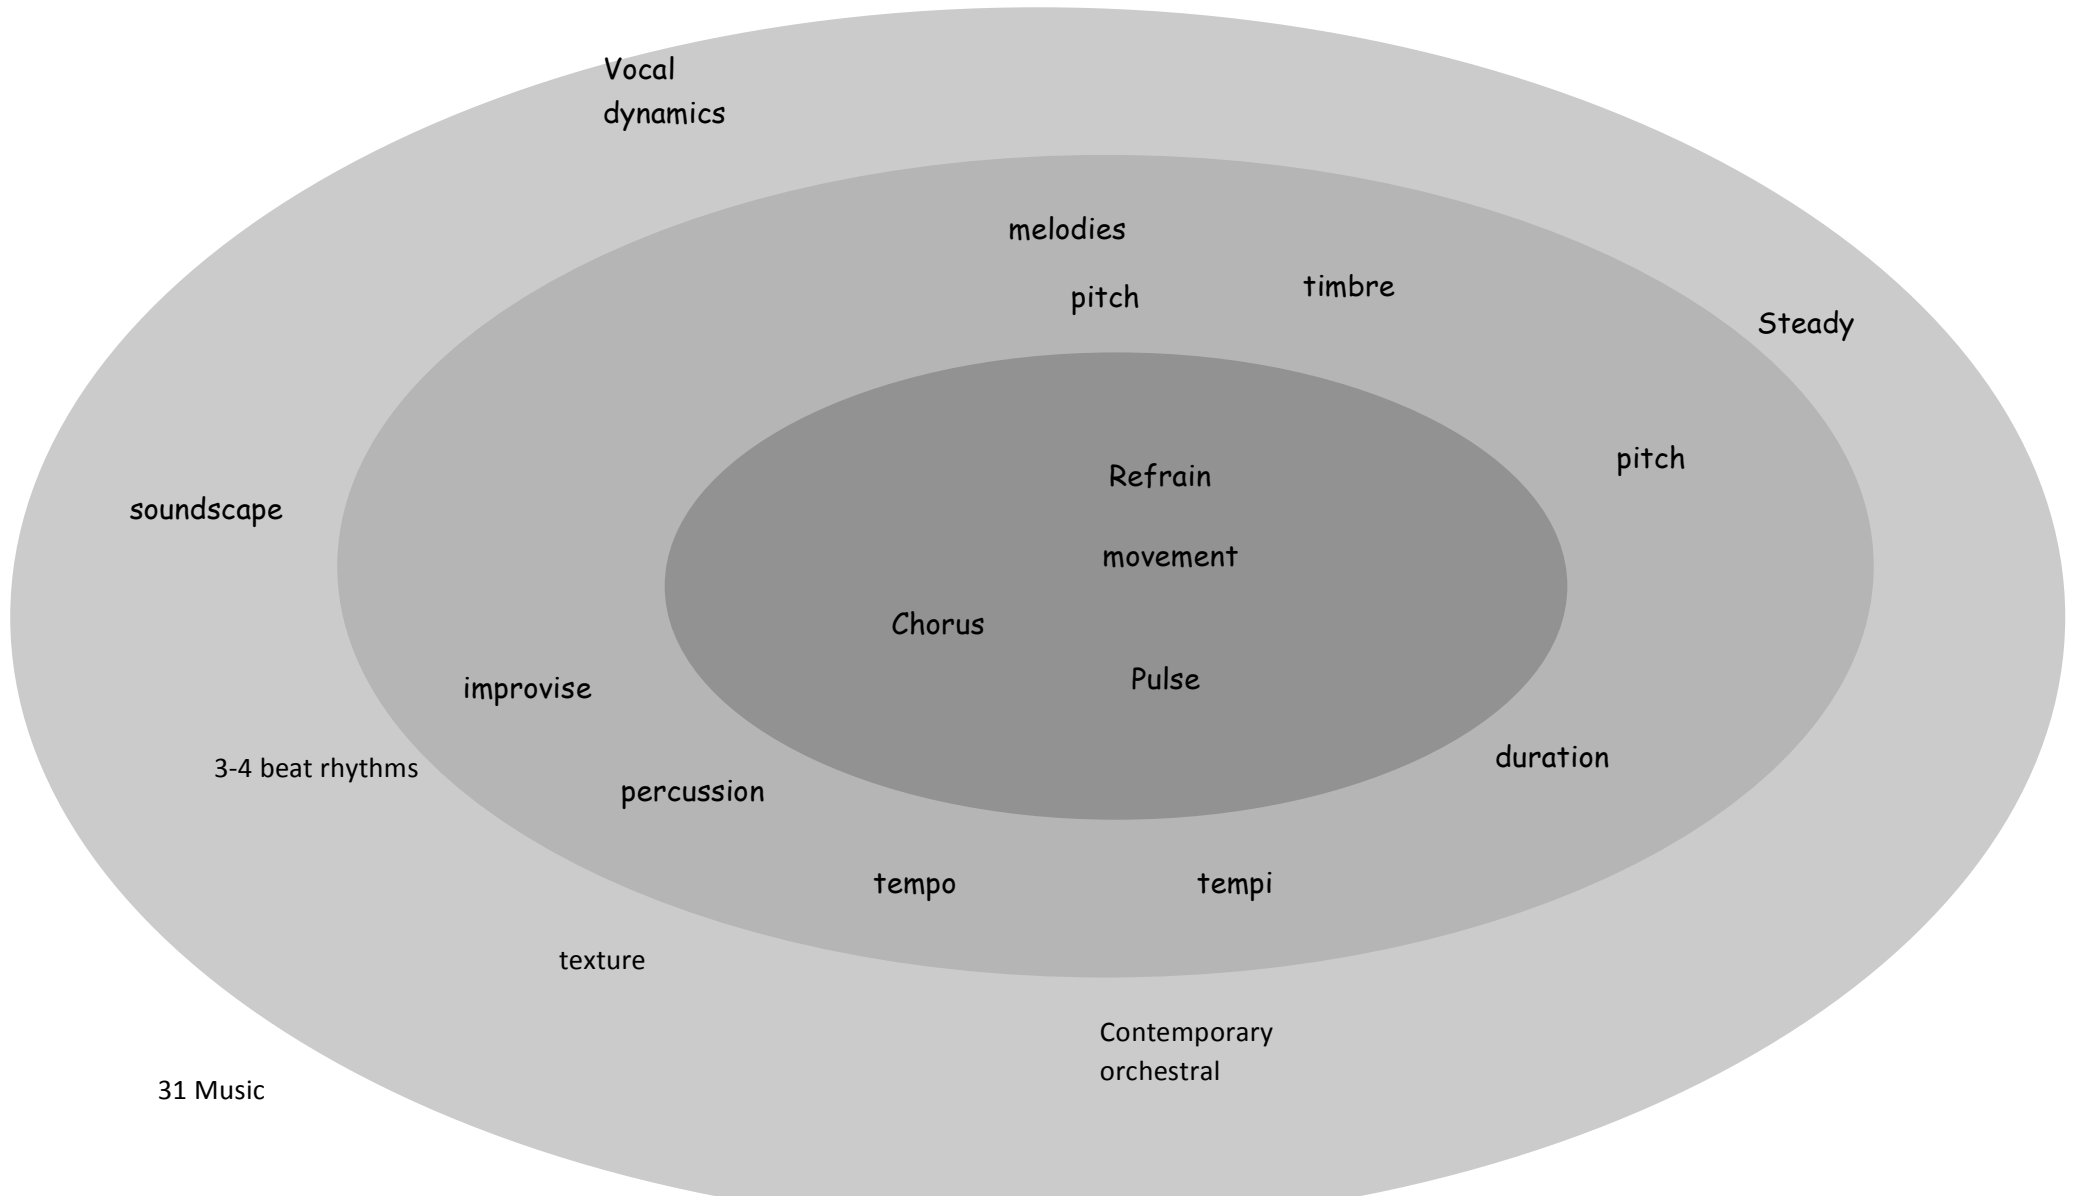 Vocal
dynamics
melodies
timbre
pitch
Steady
pitch
Refrain
soundscape
movement
Chorus
Pulse
improvise
duration
3-4 beat rhythms
percussion
tempo
tempi
texture
Contemporary
orchestral
31 Music